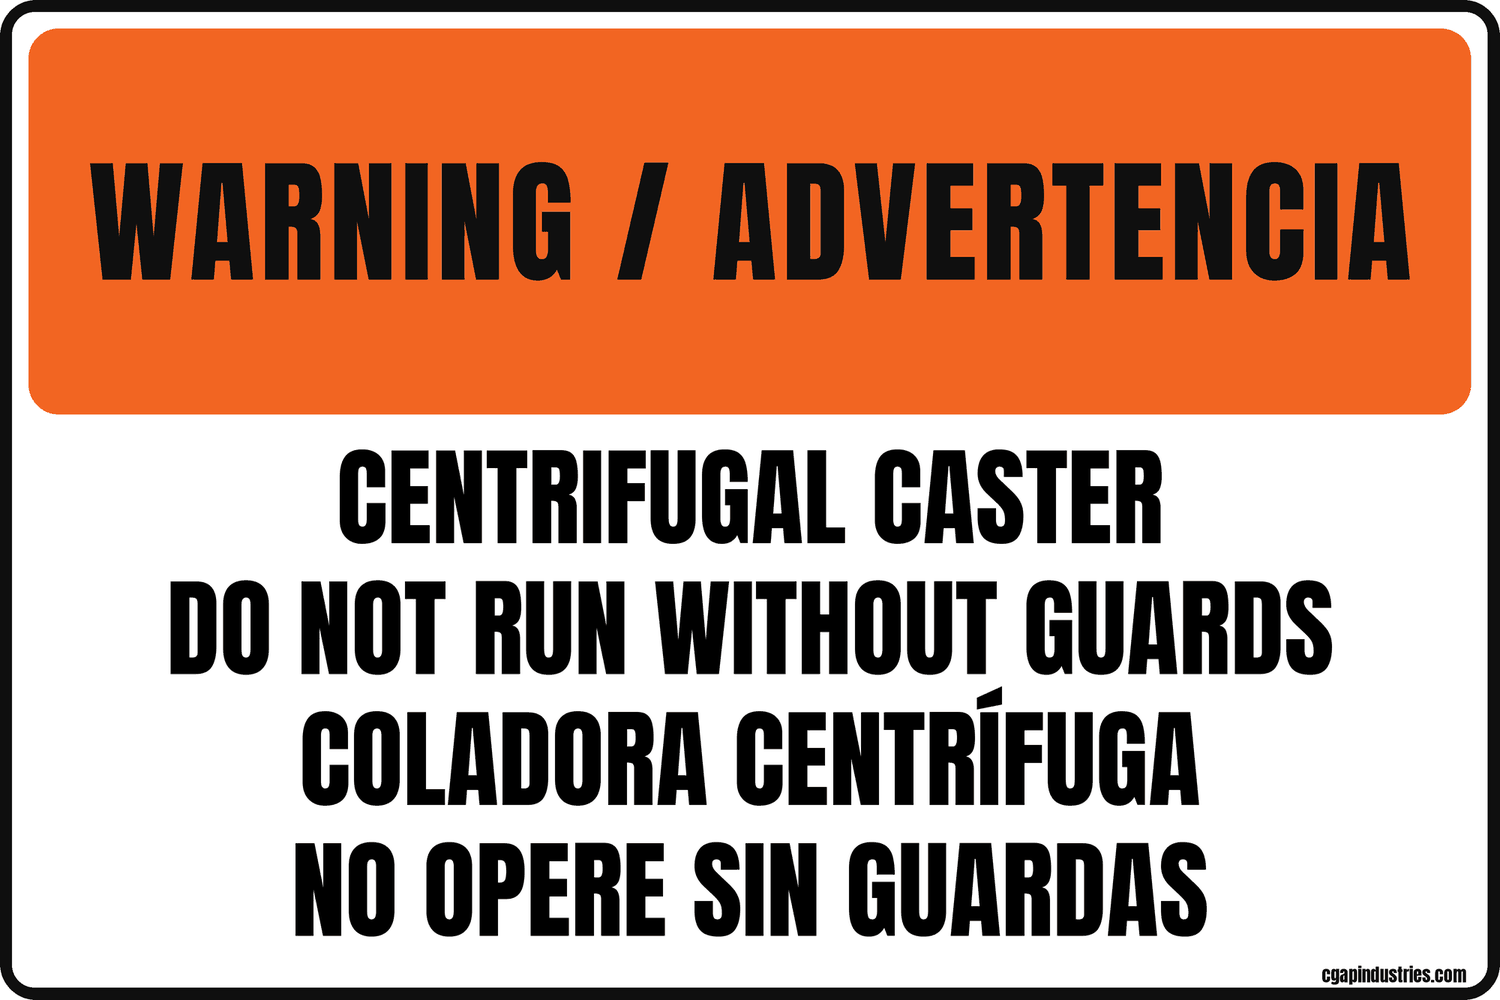 WARNING / ADVERTENCIA
CENTRIFUGAL CASTER
DO NOT RUN WITHOUT GUARDS
COLADORA CENTRÍFUGA
NO OPERE SIN GUARDAS
cgapindustries.com